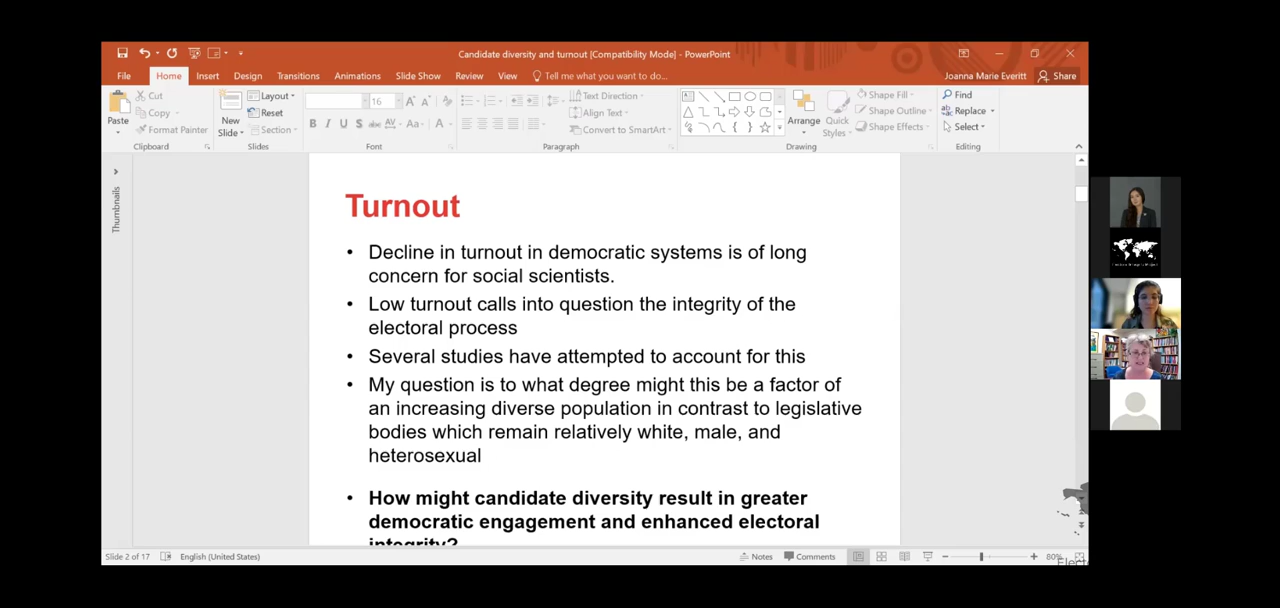 Candidate diversity and turnout [Compatibility Mode] - PowerPoint
File Home Insert Design Transitions Animations Slide Show Review View Tell me what you want to do... Joanna Marie Everitt Share
Paste Cut Copy Format Painter
Clipboard
New Slide Layout Reset Section
Slides
16
B I U S abc AV Aa A
Font
Text Direction Align Text Convert to SmartArt
Paragraph
Arrange Quick Styles Shape Fill Shape Outline Shape Effects
Drawing
Find Replace Select
Editing
Thumbnails
Turnout
• Decline in turnout in democratic systems is of long
concern for social scientists.
• Low turnout calls into question the integrity of the
electoral process
• Several studies have attempted to account for this
• My question is to what degree might this be a factor of
an increasing diverse population in contrast to legislative
bodies which remain relatively white, male, and
heterosexual
• How might candidate diversity result in greater
democratic engagement and enhanced electoral
integrity?
Slide 2 of 17 English (United States) Notes Comments 80%
Elect